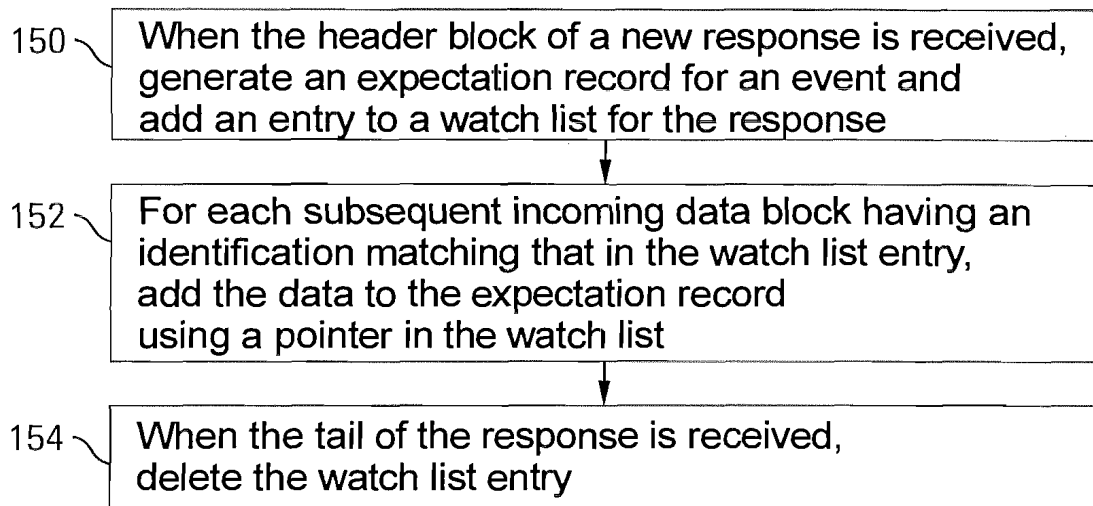 150
When the header block of a new response is received,
generate an expectation record for an event and
add an entry to a watch list for the response
152
For each subsequent incoming data block having an
identification matching that in the watch list entry,
add the data to the expectation record
using a pointer in the watch list
154
When the tail of the response is received,
delete the watch list entry